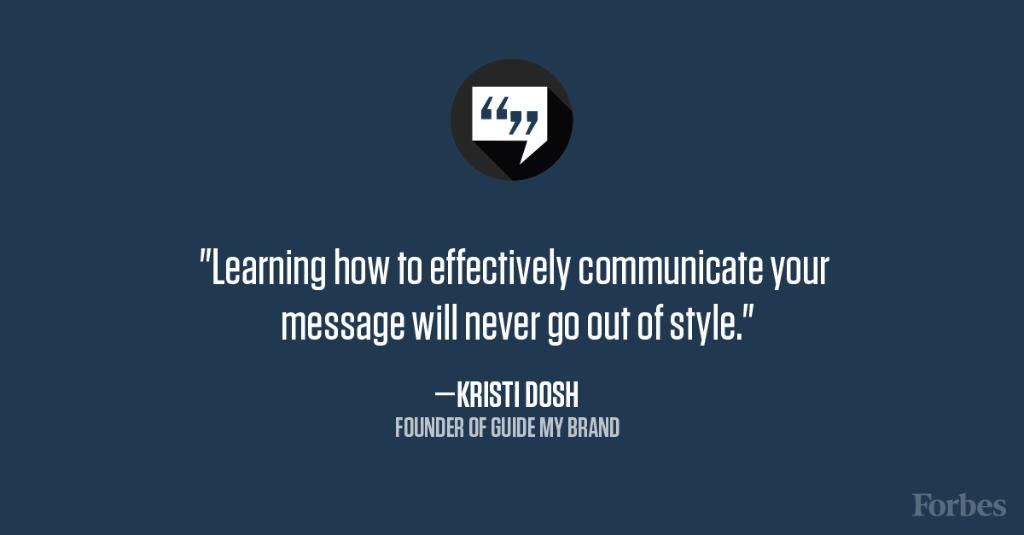 "Learning how to effectively communicate your
message will never go out of style."
—KRISTI DOSH
FOUNDER OF GUIDE MY BRAND
Forbes